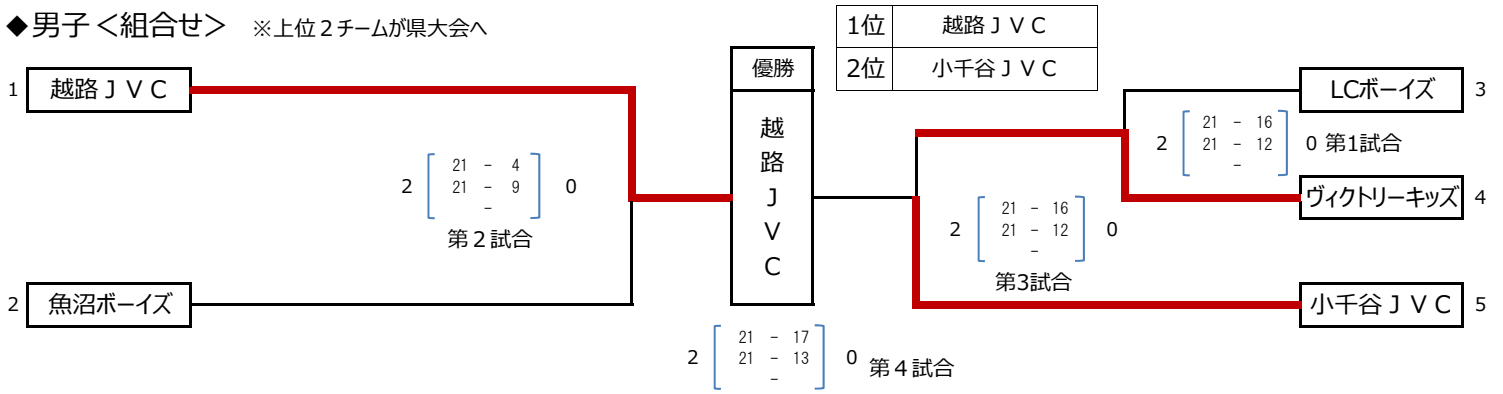 ◆男子＜組合せ＞ ※上位２チームが県大会へ
1位 越路ＪＶＣ
2位 小千谷ＪＶＣ
1 越路ＪＶＣ
2 [ 21 - 4
21 - 9
- ] 0
第２試合
2 魚沼ボーイズ
優勝
越路ＪＶＣ
2 [ 21 - 17
21 - 13
- ] 0 第４試合
LCボーイズ 3
2 [ 21 - 16
21 - 12
- ] 0 第1試合
ヴィクトリーキッズ 4
2 [ 21 - 16
21 - 12
- ] 0
第3試合
小千谷ＪＶＣ 5